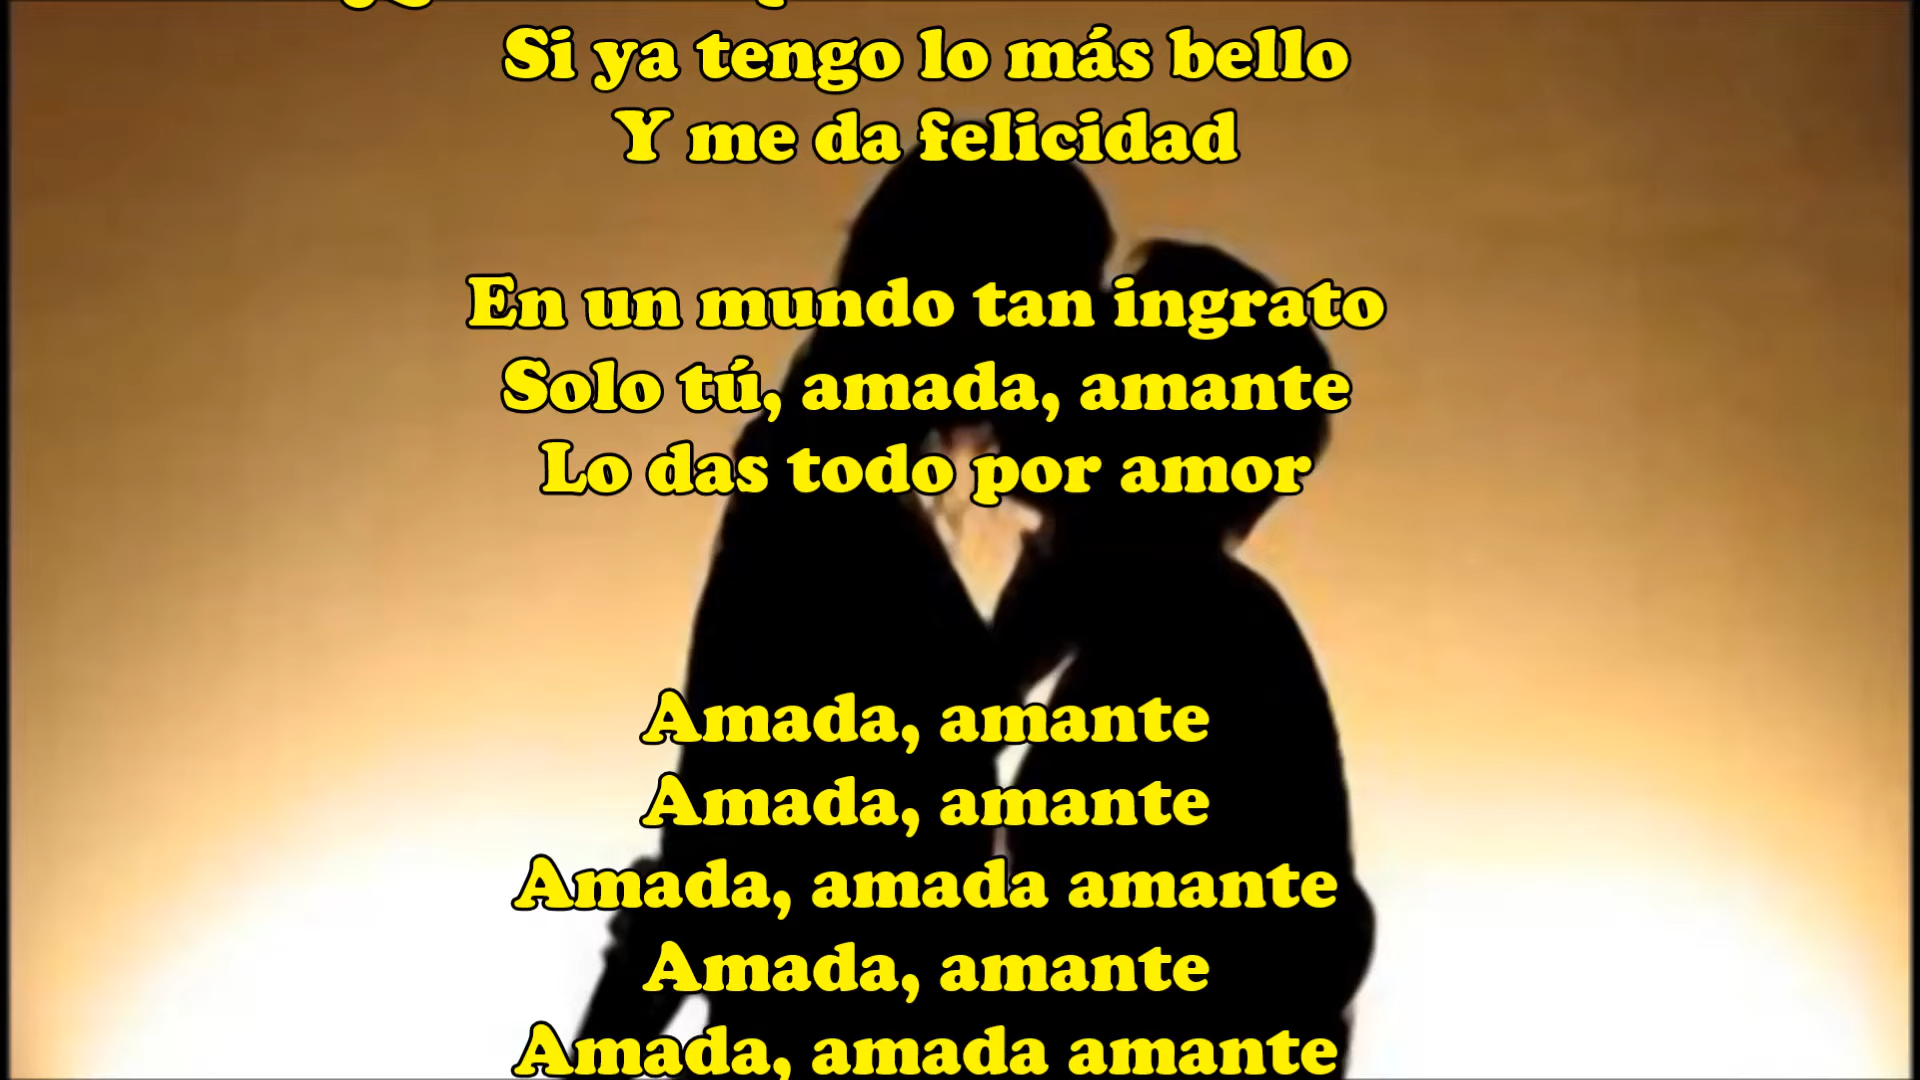 Si ya tengo lo más bello
Y me da felicidad
En un mundo tan ingrato
Solo tú, amada, amante
Lo das todo por amor
Amada, amante
Amada, amante
Amada, amada amante
Amada, amante
Amada, amada amante